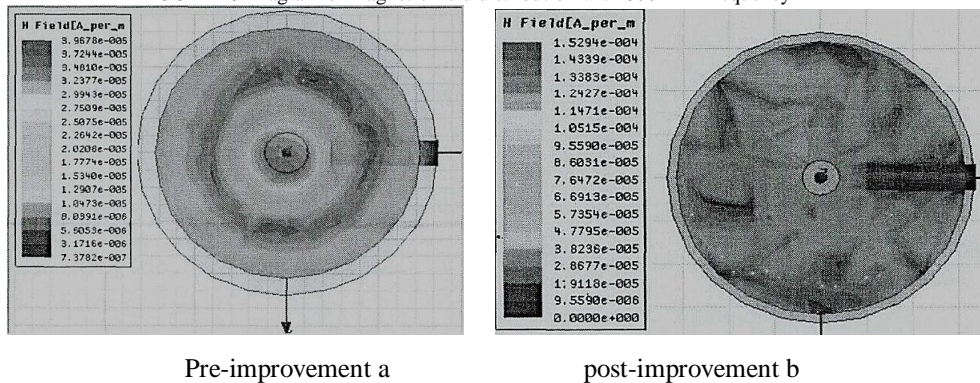 H Field[A_per_m
3.9678e-005
3.7244e-005
3.4810e-005
3.2377e-005
2.9943e-005
2.7509e-005
2.5075e-005
2.2642e-005
2.0208e-005
1.7774e-005
1.5340e-005
1.2907e-005
1.0473e-005
8.0391e-006
5.6053e-006
3.1716e-006
7.3782e-007
H Field[A_per_m
1.5294e-004
1.4339e-004
1.3383e-004
1.2427e-004
1.1471e-004
1.0515e-004
9.5590e-005
8.6031e-005
7.6472e-005
6.6913e-005
5.7354e-005
4.7795e-005
3.8236e-005
2.8677e-005
1.9118e-005
9.5590e-006
0.0000e+000
Pre-improvement a
post-improvement b